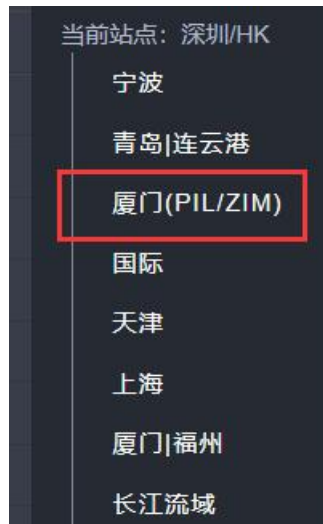 当前站点：深圳/HK
宁波
青岛|连云港
厦门(PIL/ZIM)
国际
天津
上海
厦门|福州
长江流域